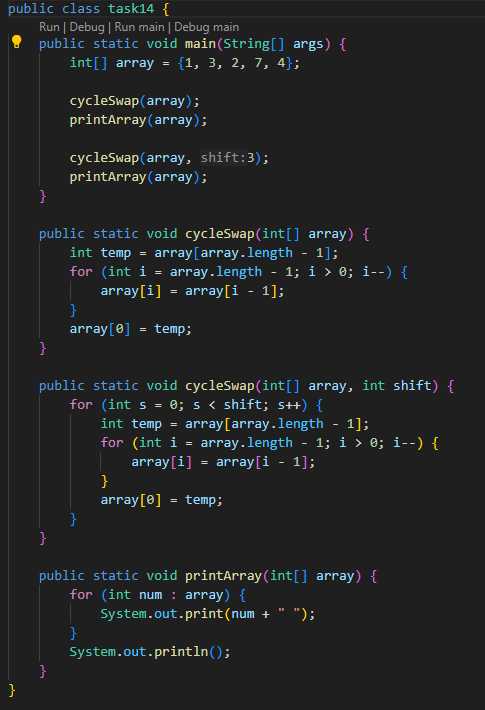 public class task14 {
Run | Debug | Run main | Debug main
    public static void main(String[] args) {
        int[] array = {1, 3, 2, 7, 4};

        cycleSwap(array);
        printArray(array);

        cycleSwap(array, shift:3);
        printArray(array);
    }

    public static void cycleSwap(int[] array) {
        int temp = array[array.length - 1];
        for (int i = array.length - 1; i > 0; i--) {
            array[i] = array[i - 1];
        }
        array[0] = temp;
    }

    public static void cycleSwap(int[] array, int shift) {
        for (int s = 0; s < shift; s++) {
            int temp = array[array.length - 1];
            for (int i = array.length - 1; i > 0; i--) {
                array[i] = array[i - 1];
            }
            array[0] = temp;
        }
    }

    public static void printArray(int[] array) {
        for (int num : array) {
            System.out.print(num + " ");
        }
        System.out.println();
    }
}